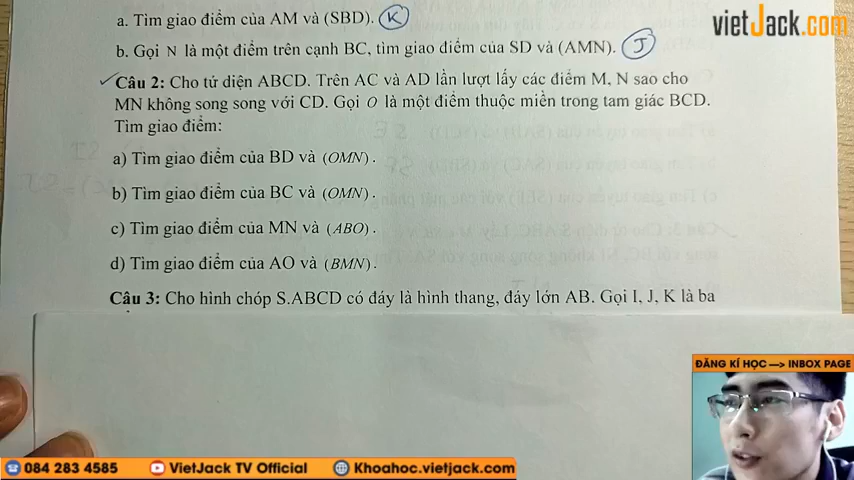 vietJack.com
a. Tìm giao điểm của AM và (SBD). K
b. Gọi N là một điểm trên cạnh BC, tìm giao điểm của SD và (AMN). J
Câu 2: Cho tứ diện ABCD. Trên AC và AD lần lượt lấy các điểm M, N sao cho
MN không song song với CD. Gọi O là một điểm thuộc miền trong tam giác BCD.
Tìm giao điểm:
a) Tìm giao điểm của BD và (OMN).
b) Tìm giao điểm của BC và (OMN).
c) Tìm giao điểm của MN và (ABO).
d) Tìm giao điểm của AO và (BMN).
Câu 3: Cho hình chóp S.ABCD có đáy là hình thang, đáy lớn AB. Gọi I, J, K là ba
ĐĂNG KÍ HỌC —> INBOX PAGE
084 283 4585 VietJack TV Official Khoahoc.vietjack.com